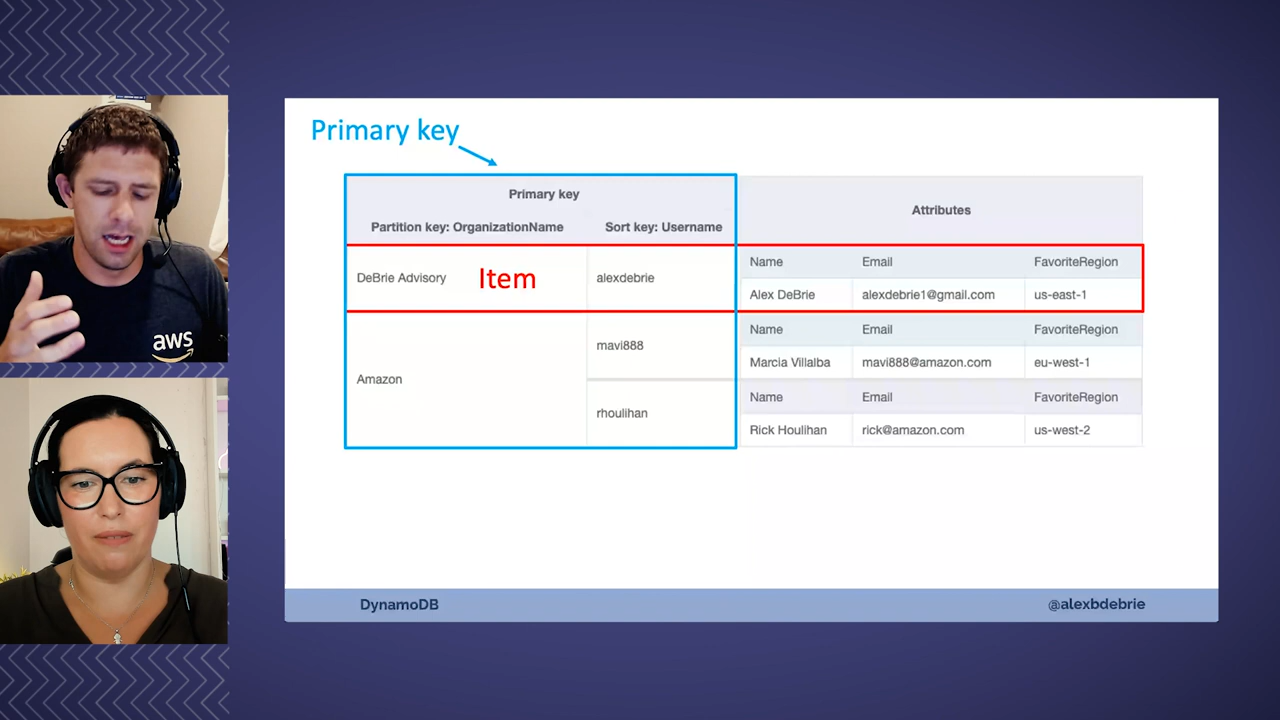 aws
Primary key
Primary key
Attributes
Partition key: OrganizationName
Sort key: Username
DeBrie Advisory
Item
alexdebrie
Name
Email
FavoriteRegion
Alex DeBrie
alexdebrie1@gmail.com
us-east-1
Amazon
mavi888
Name
Email
FavoriteRegion
Marcia Villalba
mavi888@amazon.com
eu-west-1
rhoulihan
Name
Email
FavoriteRegion
Rick Houlihan
rick@amazon.com
us-west-2
DynamoDB
@alexbdebrie